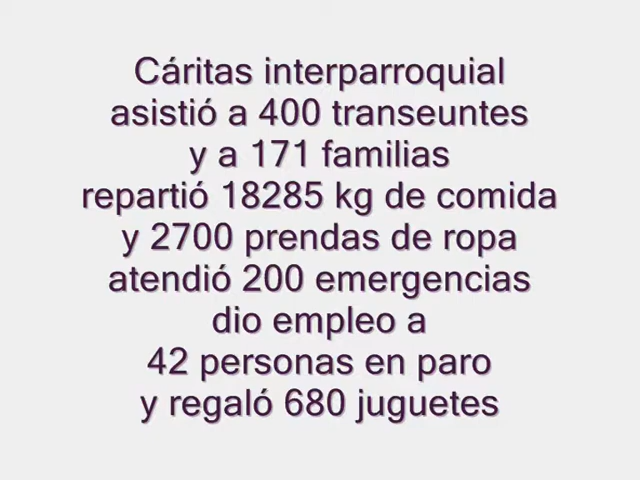 Cáritas interparroquial
asistió a 400 transeuntes
y a 171 familias
repartió 18285 kg de comida
y 2700 prendas de ropa
atendió 200 emergencias
dio empleo a
42 personas en paro
y regaló 680 juguetes